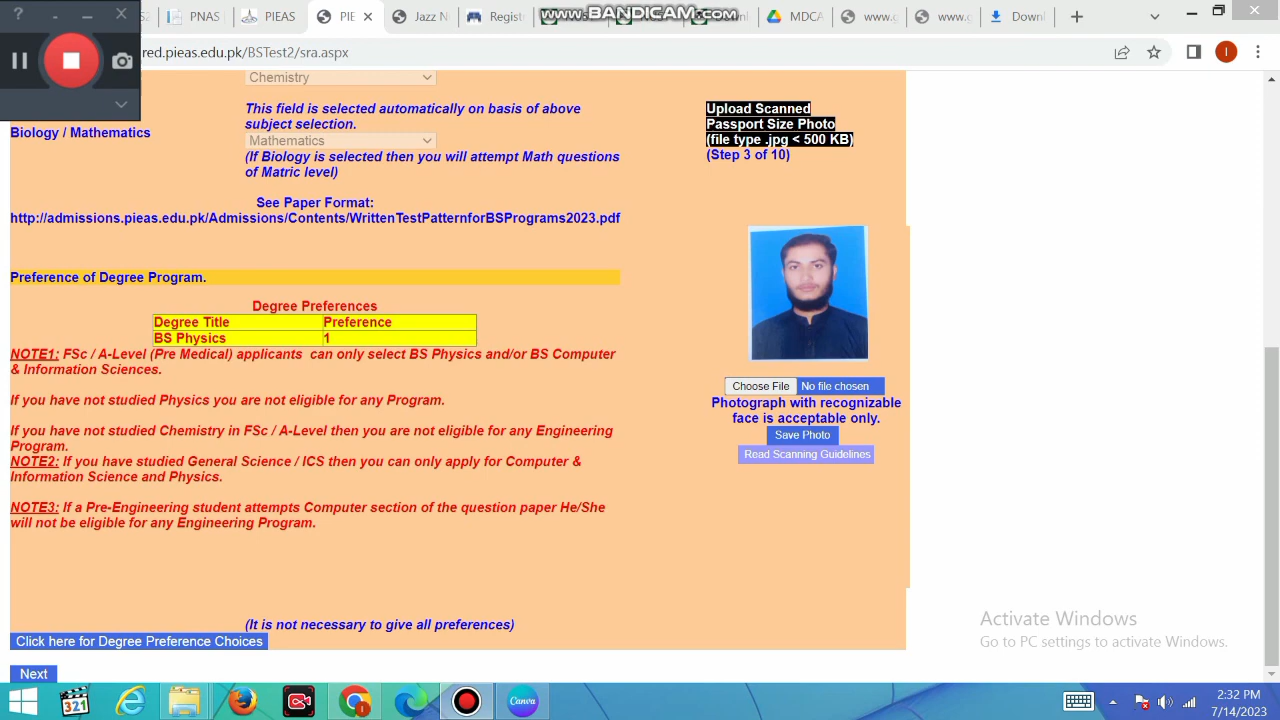 PNAS
PIEAS
PIE
Jazz N
Regist
www.BANDICAM.com
MDCA
www.g
www.g
Downl
red.pieas.edu.pk/BSTest2/sra.aspx
I
Chemistry
This field is selected automatically on basis of above
subject selection.
Biology / Mathematics
Mathematics
(If Biology is selected then you will attempt Math questions
of Matric level)
See Paper Format:
http://admissions.pieas.edu.pk/Admissions/Contents/WrittenTestPatternforBSPrograms2023.pdf
Preference of Degree Program.
Degree Preferences
Degree Title Preference
BS Physics 1
NOTE1: FSc / A-Level (Pre Medical) applicants can only select BS Physics and/or BS Computer
& Information Sciences.
If you have not studied Physics you are not eligible for any Program.
If you have not studied Chemistry in FSc / A-Level then you are not eligible for any Engineering
Program.
NOTE2: If you have studied General Science / ICS then you can only apply for Computer &
Information Science and Physics.
NOTE3: If a Pre-Engineering student attempts Computer section of the question paper He/She
will not be eligible for any Engineering Program.
(It is not necessary to give all preferences)
Click here for Degree Preference Choices
Next
Upload Scanned
Passport Size Photo
(file type .jpg < 500 KB)
(Step 3 of 10)
Choose File No file chosen
Photograph with recognizable
face is acceptable only.
Save Photo
Read Scanning Guidelines
Activate Windows
Go to PC settings to activate Windows.
321
Canva
2:32 PM
7/14/2023